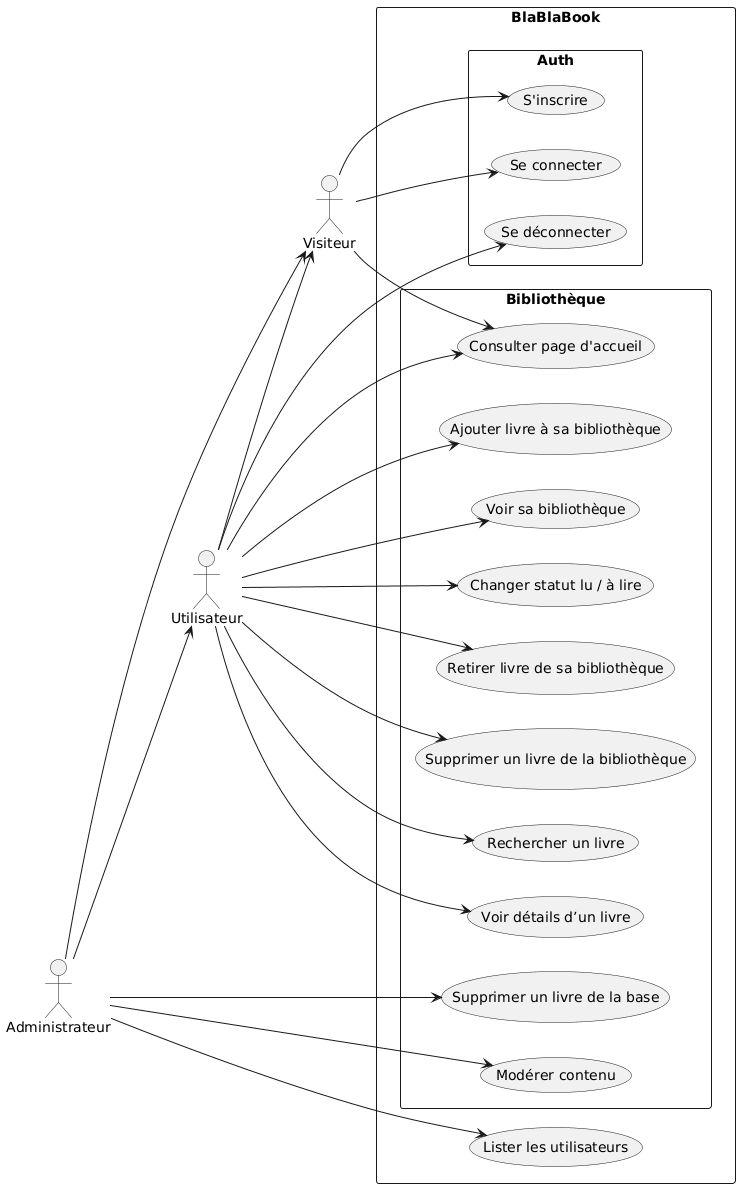 BlaBlaBook
Auth
S'inscrire
Se connecter
Visiteur
Se déconnecter
Bibliothèque
Consulter page d'accueil
Ajouter livre à sa bibliothèque
Voir sa bibliothèque
Changer statut lu / à lire
Utilisateur
Retirer livre de sa bibliothèque
Supprimer un livre de la bibliothèque
Rechercher un livre
Voir détails d’un livre
Supprimer un livre de la base
Administrateur
Modérer contenu
Lister les utilisateurs